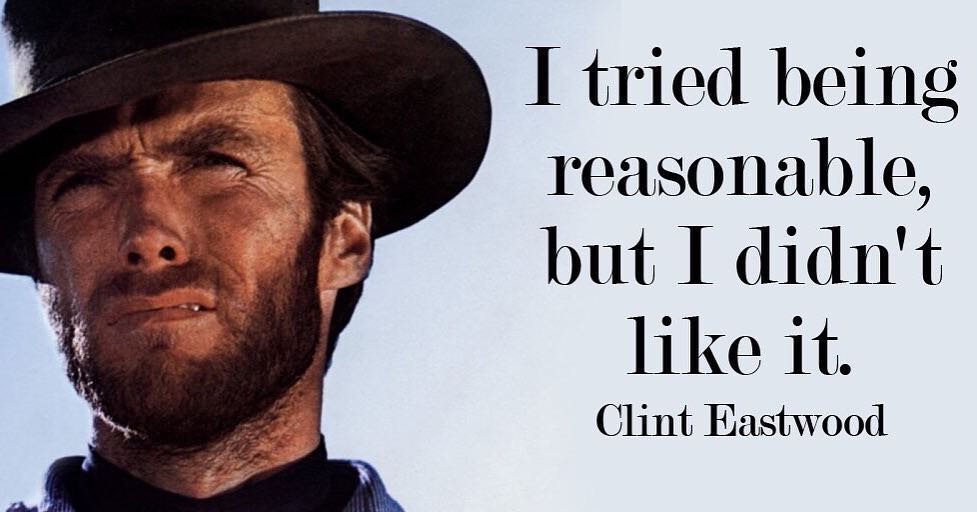 I tried being
reasonable,
but I didn't
like it.
Clint Eastwood